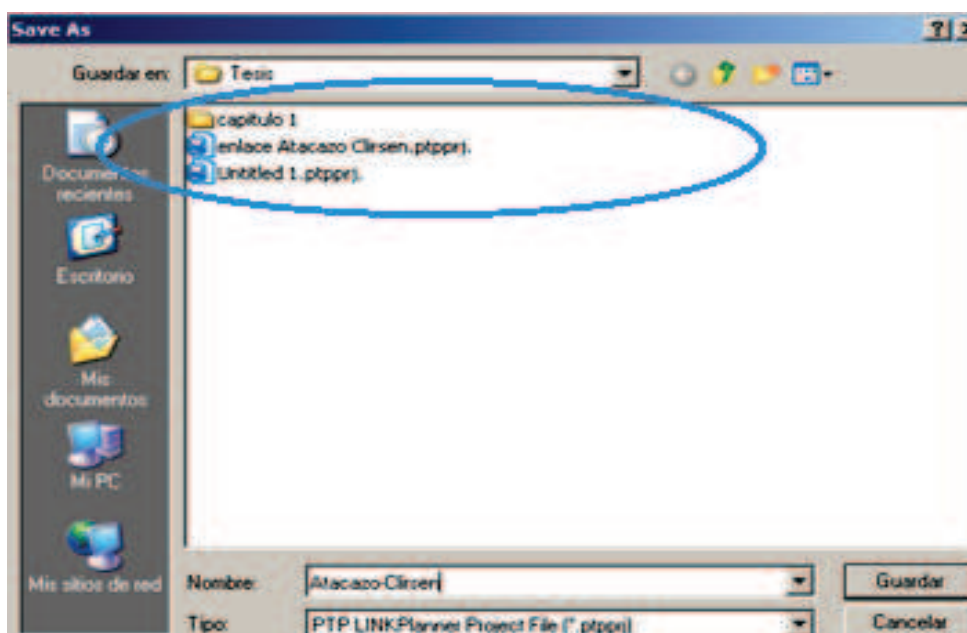 Save As
Guardar en: Tesis
capitulo 1
enlace Atacazo Clirsen.ptpprj.
Untitled 1.ptpprj.
Documentos
recientes
Escritorio
Mis
documentos
Mi PC
Mis sitios de red
Nombre: Atacazo-Clirsen Guardar
Tipo: PTP LINKPlanner Project File (*.ptpprj) Cancelar